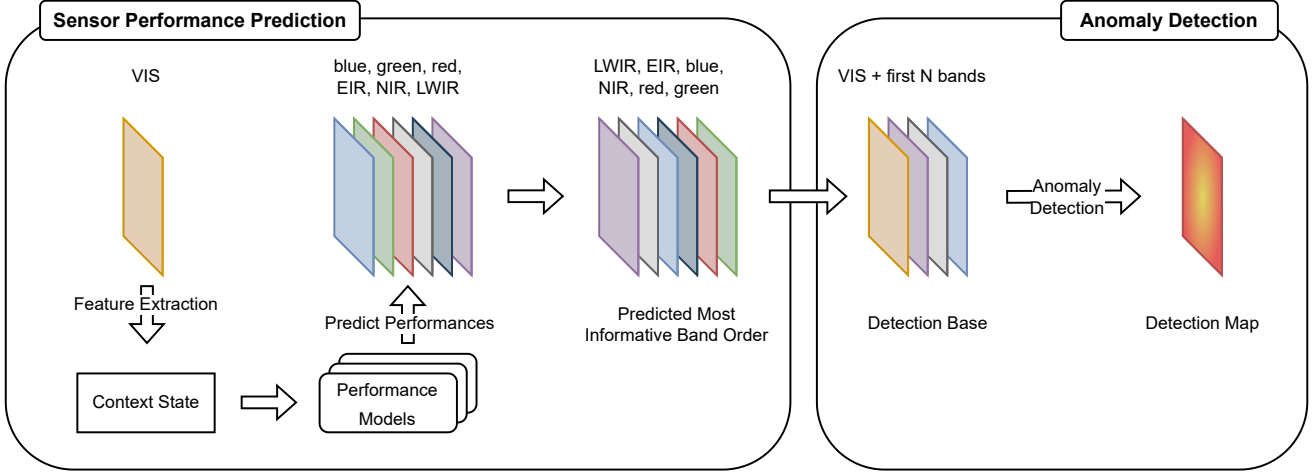 Sensor Performance Prediction
VIS
blue, green, red,
EIR, NIR, LWIR
LWIR, EIR, blue,
NIR, red, green
Feature Extraction
Predict Performances
Predicted Most
Informative Band Order
Context State
Performance
Models
Anomaly Detection
VIS + first N bands
Anomaly
Detection
Detection Base
Detection Map